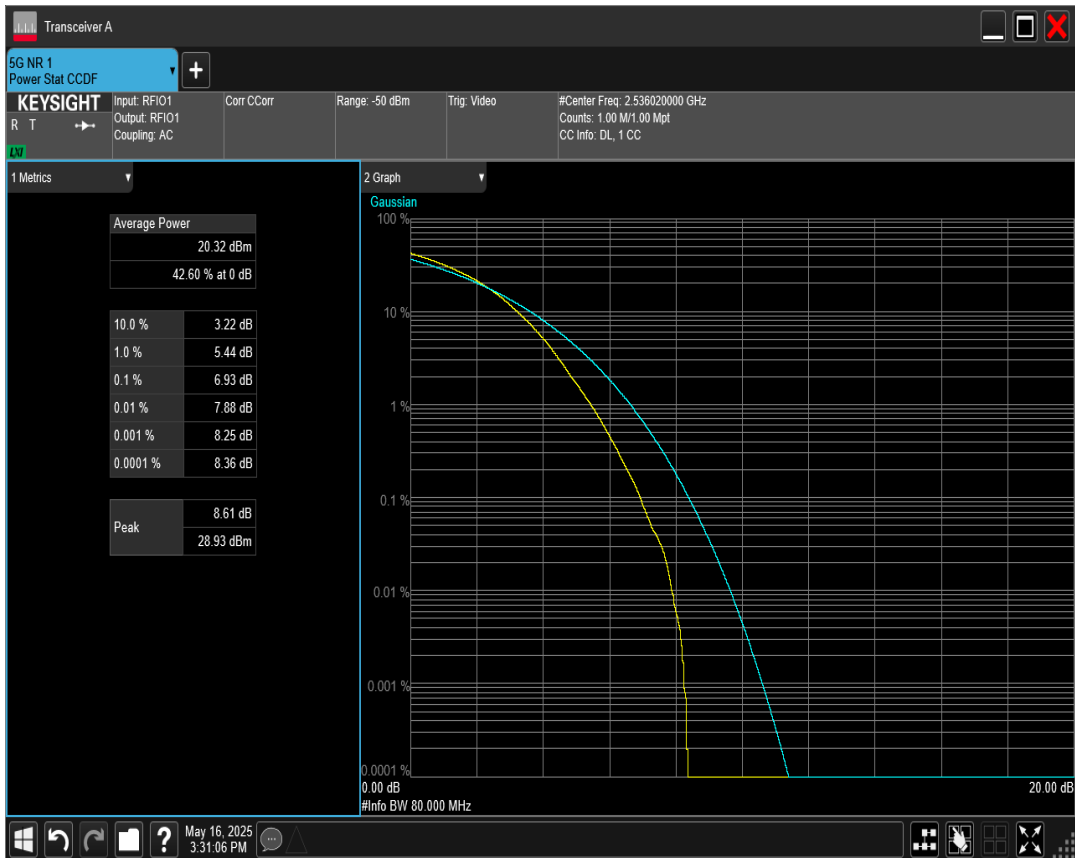 Transceiver A
5G NR 1
Power Stat CCDF
+
KEYSIGHT
R T
LXI
Input: RFIO1
Output: RFIO1
Coupling: AC
Corr CCorr
Range: -50 dBm
Trig: Video
#Center Freq: 2.536020000 GHz
Counts: 1.00 M/1.00 Mpt
CC Info: DL, 1 CC
1 Metrics
Average Power
20.32 dBm
42.60 % at 0 dB
10.0 % 3.22 dB
1.0 % 5.44 dB
0.1 % 6.93 dB
0.01 % 7.88 dB
0.001 % 8.25 dB
0.0001 % 8.36 dB
Peak
8.61 dB
28.93 dBm
2 Graph
Gaussian
100 %
10 %
1 %
0.1 %
0.01 %
0.001 %
0.0001 %
0.00 dB 20.00 dB
#Info BW 80.000 MHz
? May 16, 2025
3:31:06 PM